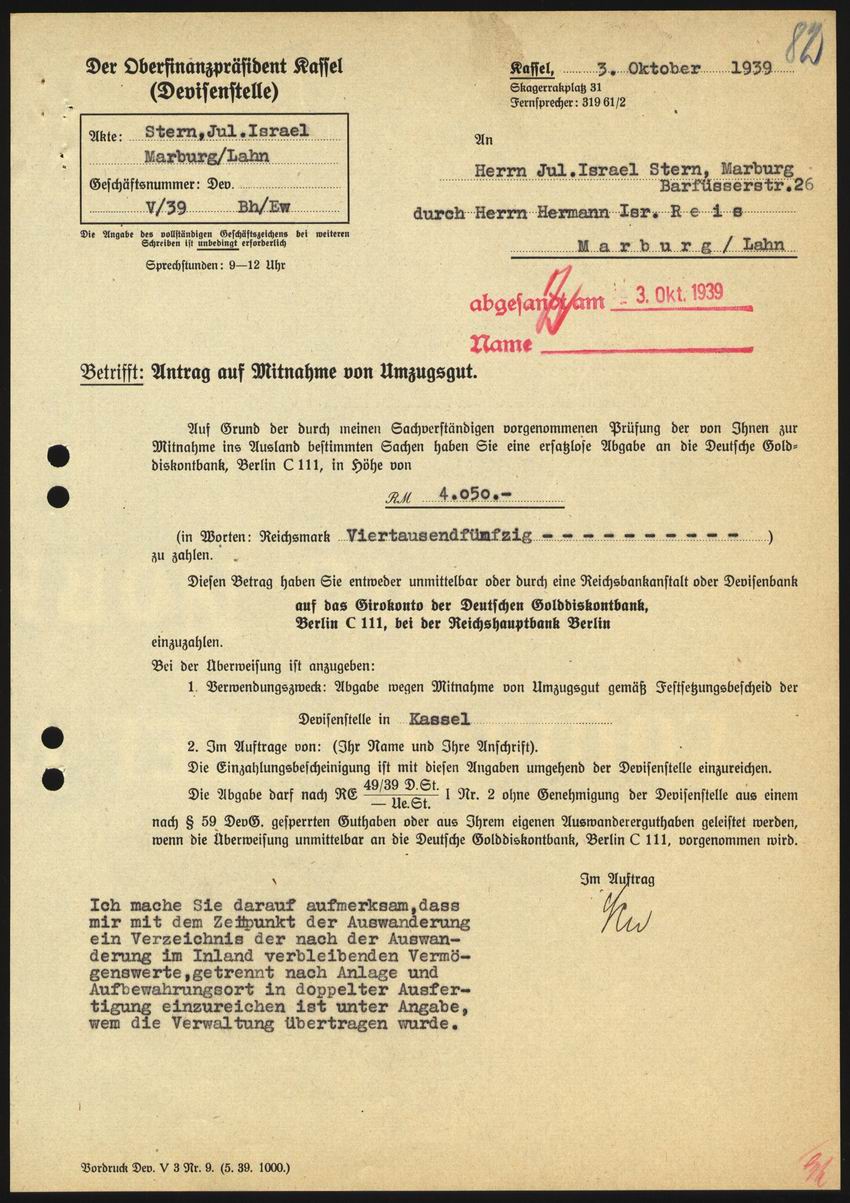 82
Der Oberfinanzpräsident Kassel
(Devisenstelle)
Kassel, 3. Oktober 1939
Skagerrakplatz 31
Fernsprecher: 319 61/2
Akte: Stern,Jul.Israel
Marburg/Lahn
Geschäftsnummer: Dev.
V/39 Bh/Ew
Die Angabe des vollständigen Geschäftszeichens bei weiteren
Schreiben ist unbedingt erforderlich
Sprechstunden: 9—12 Uhr
An
Herrn Jul.Israel Stern, Marburg
Barfüsserstr.26
durch Herrn Hermann Isr. R e i s
M a r b u r g / Lahn
abgesandt am - 3. Okt. 1939
Name
Betrifft: Antrag auf Mitnahme von Umzugsgut.
Auf Grund der durch meinen Sachverständigen vorgenommenen Prüfung der von Ihnen zur
Mitnahme ins Ausland bestimmten Sachen haben Sie eine ersatzlose Abgabe an die Deutsche Gold-
diskontbank, Berlin C 111, in Höhe von
RM 4.050.-
(in Worten: Reichsmark Viertausendfünfzig - - - - - - - - - - )
zu zahlen.
Diesen Betrag haben Sie entweder unmittelbar oder durch eine Reichsbankanstalt oder Devisenbank
auf das Girokonto der Deutschen Golddiskontbank,
Berlin C 111, bei der Reichshauptbank Berlin
einzuzahlen.
Bei der Überweisung ist anzugeben:
1. Verwendungszweck: Abgabe wegen Mitnahme von Umzugsgut gemäß Festsetzungsbescheid der
Devisenstelle in Kassel
2. Im Auftrage von: (Ihr Name und Ihre Anschrift).
Die Einzahlungsbescheinigung ist mit diesen Angaben umgehend der Devisenstelle einzureichen.
Die Abgabe darf nach RE 49/39 D.St. / — Ue.St. I Nr. 2 ohne Genehmigung der Devisenstelle aus einem
nach § 59 DevG. gesperrten Guthaben oder aus Ihrem eigenen Auswandererguthaben geleistet werden,
wenn die Überweisung unmittelbar an die Deutsche Golddiskontbank, Berlin C 111, vorgenommen wird.
Im Auftrag
Ich mache Sie darauf aufmerksam,dass
mir mit dem Zeitpunkt der Auswanderung
ein Verzeichnis der nach der Auswan-
derung im Inland verbleibenden Vermö-
genswerte,getrennt nach Anlage und
Aufbewahrungsort in doppelter Ausfer-
tigung einzureichen ist unter Angabe,
wem die Verwaltung übertragen wurde.
Vordruck Dev. V 3 Nr. 9. (5. 39. 1000.)